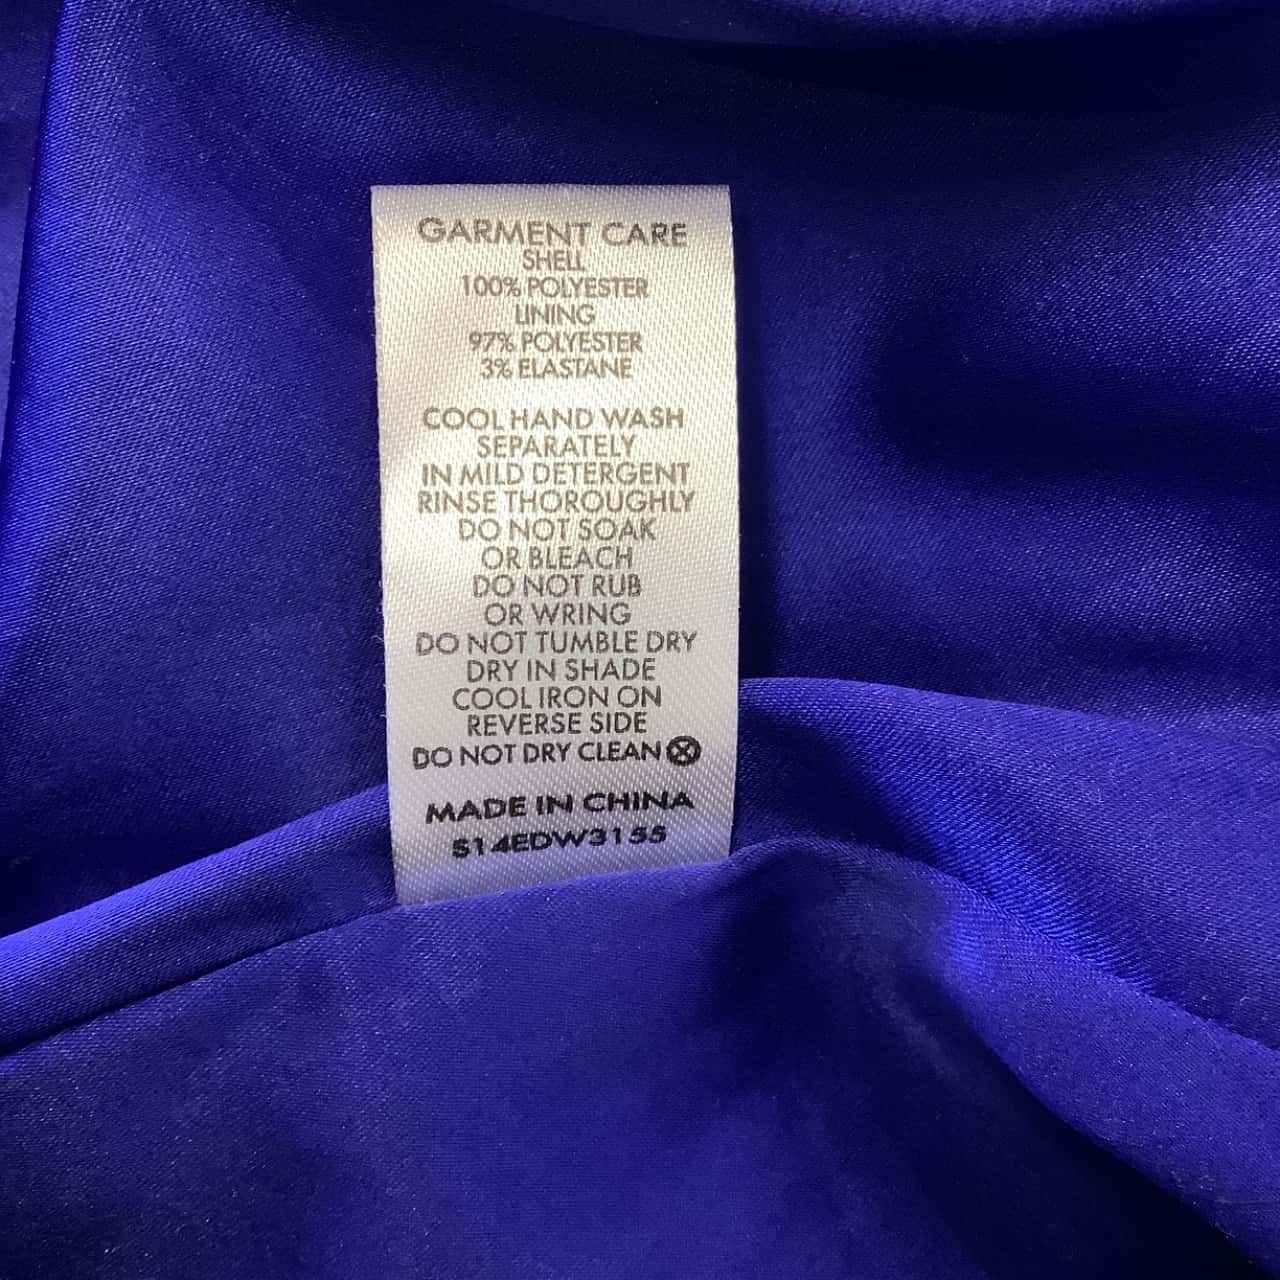 GARMENT CARE
SHELL
100% POLYESTER
LINING
97% POLYESTER
3% ELASTANE
COOL HAND WASH
SEPARATELY
IN MILD DETERGENT
RINSE THOROUGHLY
DO NOT SOAK
OR BLEACH
DO NOT RUB
OR WRING
DO NOT TUMBLE DRY
DRY IN SHADE
COOL IRON ON
REVERSE SIDE
DO NOT DRY CLEAN
MADE IN CHINA
S14EDW3155